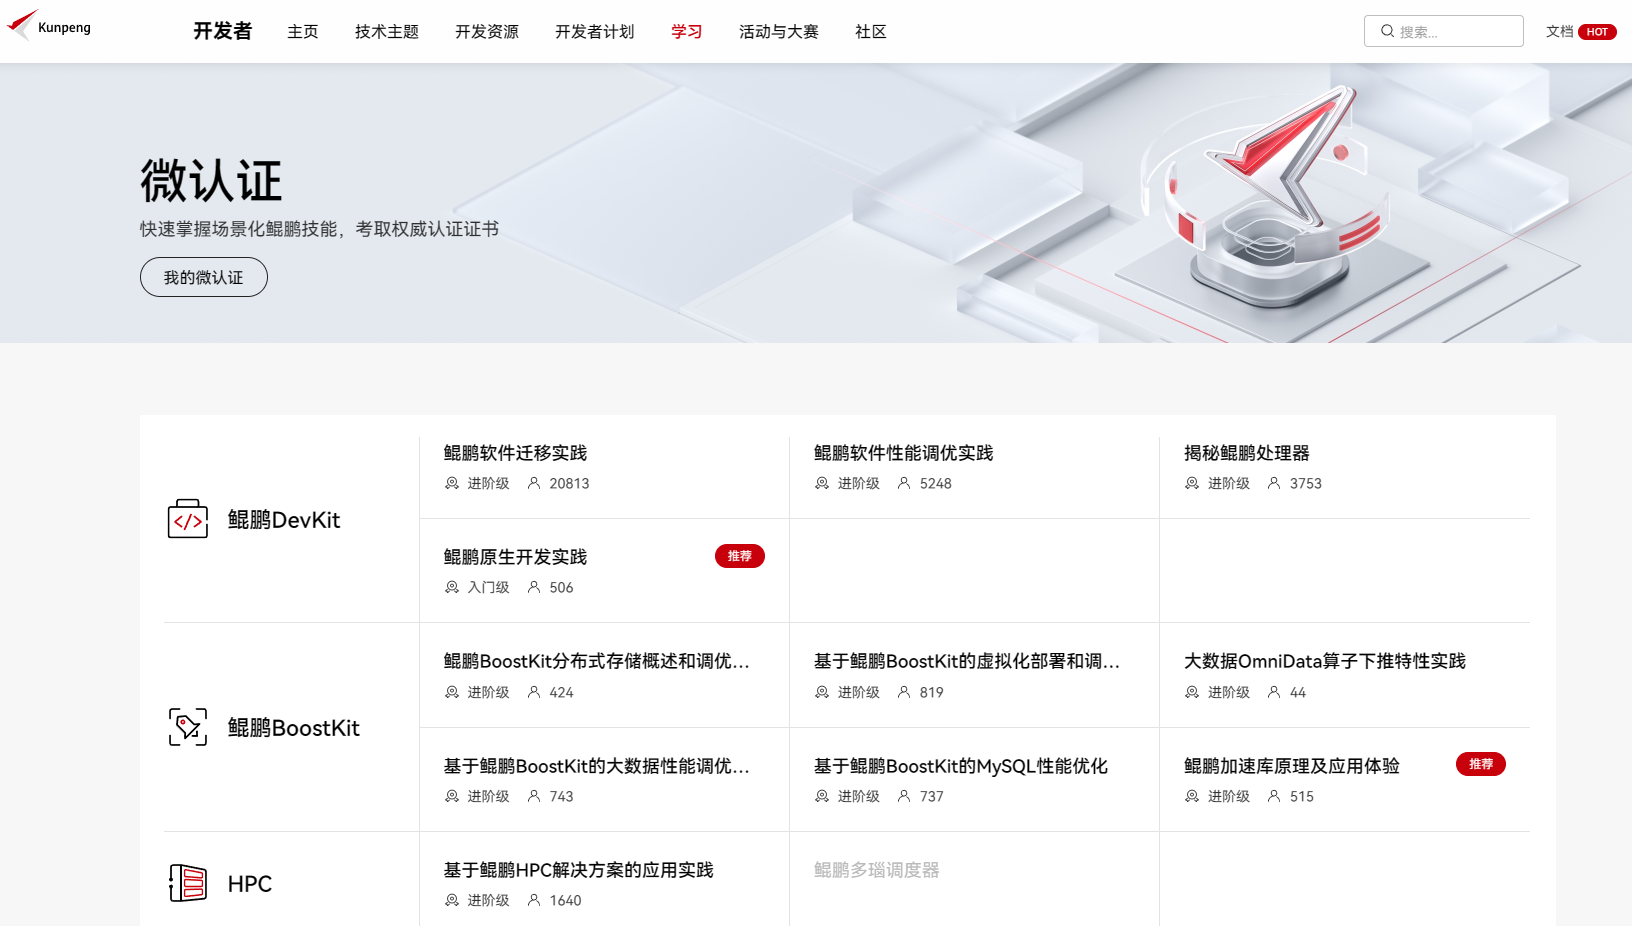 Kunpeng
开发者
主页
技术主题
开发资源
开发者计划
学习
活动与大赛
社区
搜索...
文档
HOT
微认证
快速掌握场景化鲲鹏技能，考取权威认证证书
我的微认证
鲲鹏DevKit
鲲鹏软件迁移实践
进阶级 20813
鲲鹏软件性能调优实践
进阶级 5248
揭秘鲲鹏处理器
进阶级 3753
鲲鹏原生开发实践
推荐
入门级 506
鲲鹏BoostKit
鲲鹏BoostKit分布式存储概述和调优...
进阶级 424
基于鲲鹏BoostKit的虚拟化部署和调...
进阶级 819
大数据OmniData算子下推特性实践
进阶级 44
基于鲲鹏BoostKit的大数据性能调优...
进阶级 743
基于鲲鹏BoostKit的MySQL性能优化
进阶级 737
鲲鹏加速库原理及应用体验
推荐
进阶级 515
HPC
基于鲲鹏HPC解决方案的应用实践
进阶级 1640
鲲鹏多瑙调度器